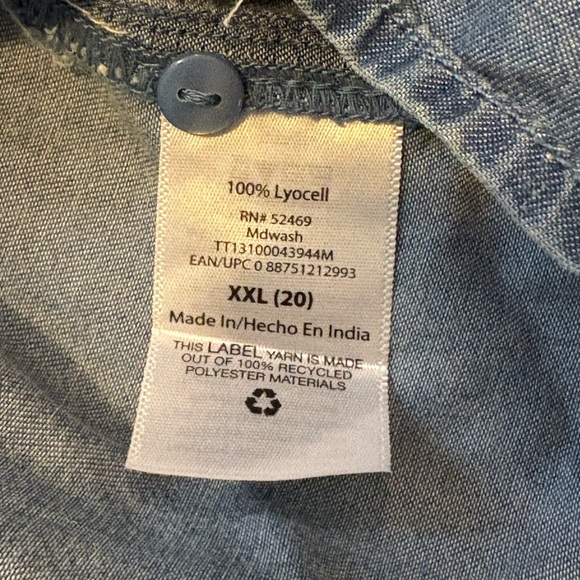 100% Lyocell
RN# 52469
Mdwash
TT13100043944M
EAN/UPC 0 88751212993
XXL (20)
Made In/Hecho En India
THIS LABEL YARN IS MADE
OUT OF 100% RECYCLED
POLYESTER MATERIALS